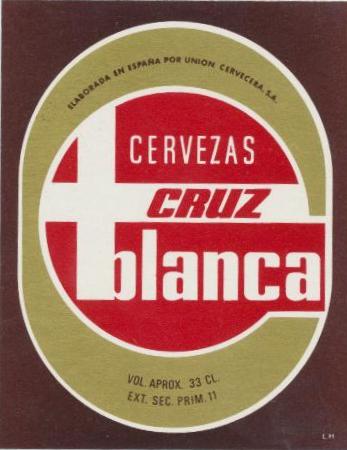 ELABORADA EN ESPAÑA POR UNION CERVECERA, S.A.
CERVEZAS
CRUZ
blanca
VOL. APROX. 33 CL.
EXT. SEC. PRIM. 11
L.M